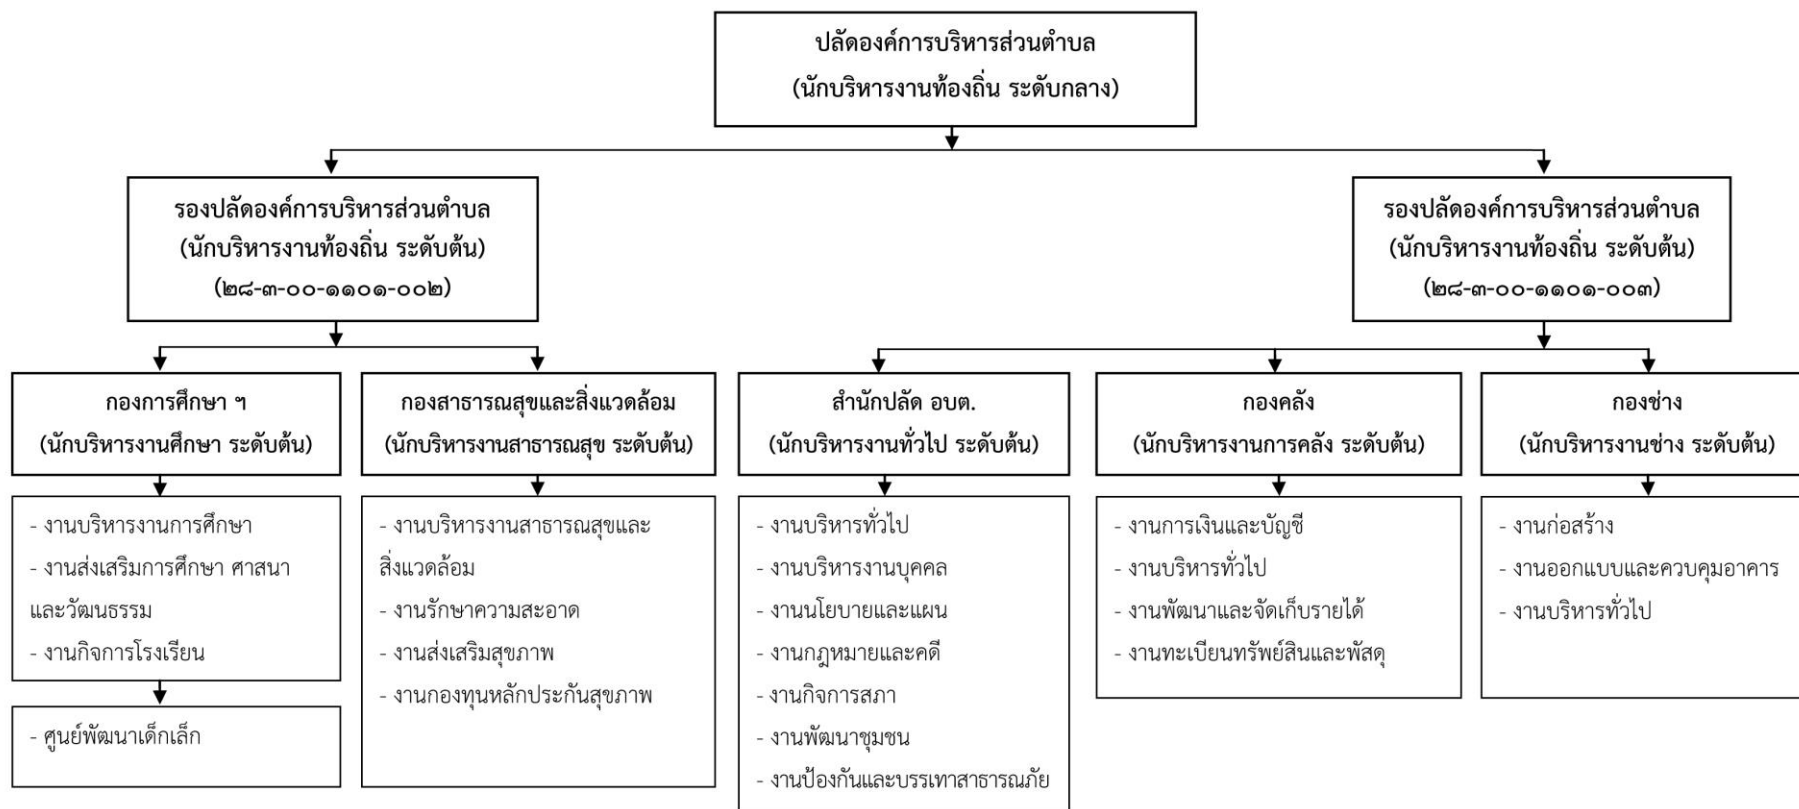 ปลัดองค์การบริหารส่วนตำบล
(นักบริหารงานท้องถิ่น ระดับกลาง)
รองปลัดองค์การบริหารส่วนตำบล
(นักบริหารงานท้องถิ่น ระดับต้น)
(๒๘-๓-๐๐-๑๑๐๑-๐๐๒)
รองปลัดองค์การบริหารส่วนตำบล
(นักบริหารงานท้องถิ่น ระดับต้น)
(๒๘-๓-๐๐-๑๑๐๑-๐๐๓)
กองการศึกษา ฯ
(นักบริหารงานศึกษา ระดับต้น)
กองสาธารณสุขและสิ่งแวดล้อม
(นักบริหารงานสาธารณสุข ระดับต้น)
สำนักปลัด อบต.
(นักบริหารงานทั่วไป ระดับต้น)
กองคลัง
(นักบริหารงานการคลัง ระดับต้น)
กองช่าง
(นักบริหารงานช่าง ระดับต้น)
- งานบริหารงานการศึกษา
- งานส่งเสริมการศึกษา ศาสนา
และวัฒนธรรม
- งานกิจการโรงเรียน
- ศูนย์พัฒนาเด็กเล็ก
- งานบริหารงานสาธารณสุขและ
สิ่งแวดล้อม
- งานรักษาความสะอาด
- งานส่งเสริมสุขภาพ
- งานกองทุนหลักประกันสุขภาพ
- งานบริหารทั่วไป
- งานบริหารงานบุคคล
- งานนโยบายและแผน
- งานกฎหมายและคดี
- งานกิจการสภา
- งานพัฒนาชุมชน
- งานป้องกันและบรรเทาสาธารณภัย
- งานการเงินและบัญชี
- งานบริหารทั่วไป
- งานพัฒนาและจัดเก็บรายได้
- งานทะเบียนทรัพย์สินและพัสดุ
- งานก่อสร้าง
- งานออกแบบและควบคุมอาคาร
- งานบริหารทั่วไป